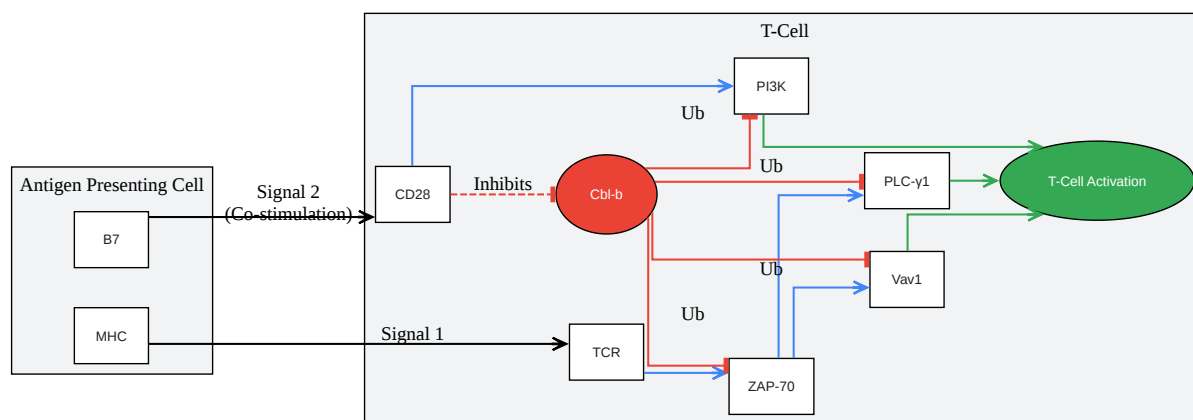 T-Cell
PI3K
Ub
Ub
Antigen Presenting Cell
Signal 2
(Co-stimulation)
CD28
Inhibits
Cbl-b
PLC-γ1
T-Cell Activation
B7
Ub
Vav1
Ub
MHC
Signal 1
TCR
ZAP-70